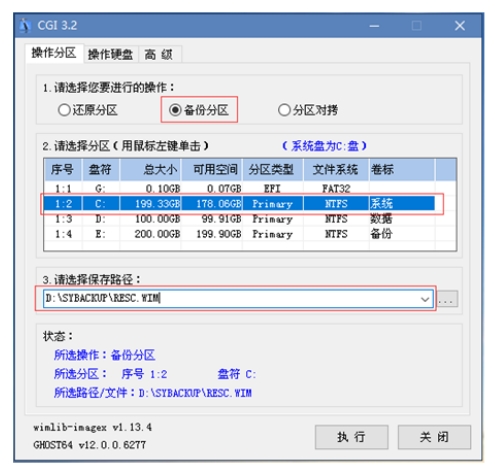 CGI 3.2
操作分区 操作硬盘 高 级
1. 请选择您要进行的操作：
还原分区 备份分区 分区对拷
2. 请选择分区 ( 用鼠标左键单击 ) ( 系统盘为C:盘 )
序号 盘符 总大小 可用空间 分区类型 文件系统 卷标
1:1 G: 0.10GB 0.07GB EFI FAT32
1:2 C: 199.33GB 178.06GB Primary NTFS 系统
1:3 D: 100.00GB 99.91GB Primary NTFS 数据
1:4 E: 200.00GB 199.90GB Primary NTFS 备份
3. 请选择保存路径：
D:\SYBACKUP\RESC.WIM ...
状态：
所选操作：备份分区
所选分区： 序号 1:2 盘符 C:
所选路径/文件：D:\SYBACKUP\RESC.WIM
wimlib-imagex v1.13.4
GHOST64 v12.0.0.6277
执 行 关 闭